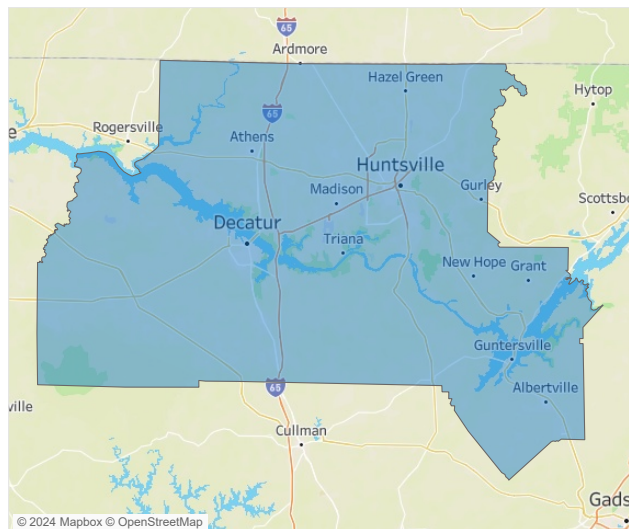 65
Ardmore
Hazel Green
Hytop
65
Rogersville
e
Athens
Huntsville
Madison
Gurley
Scottsbo
Decatur
Triana
New Hope
Grant
Guntersville
65
Albertville
ville
Cullman
Gads
© 2024 Mapbox © OpenStreetMap